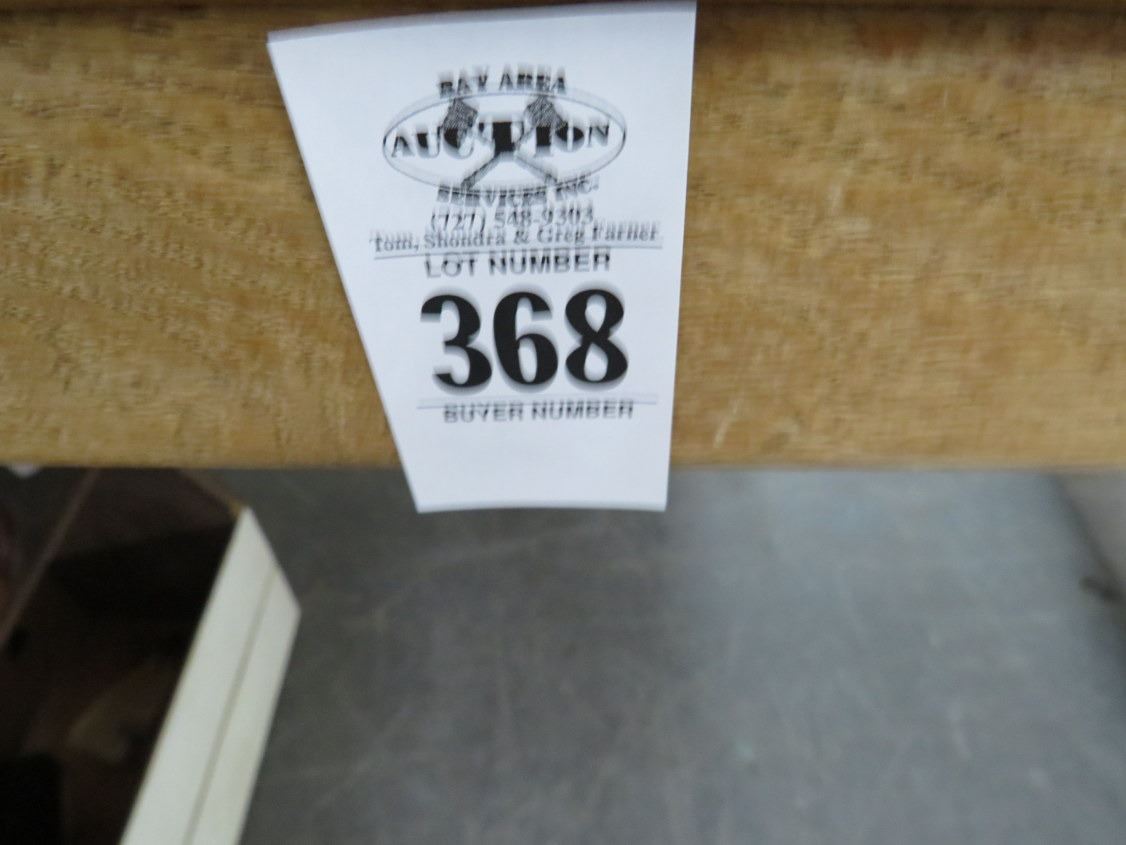 BAY AREA
AUCTION
SERVICES INC.
(727) 548-9303
Tom, Shondra & Greg Farner
LOT NUMBER
368
BUYER NUMBER